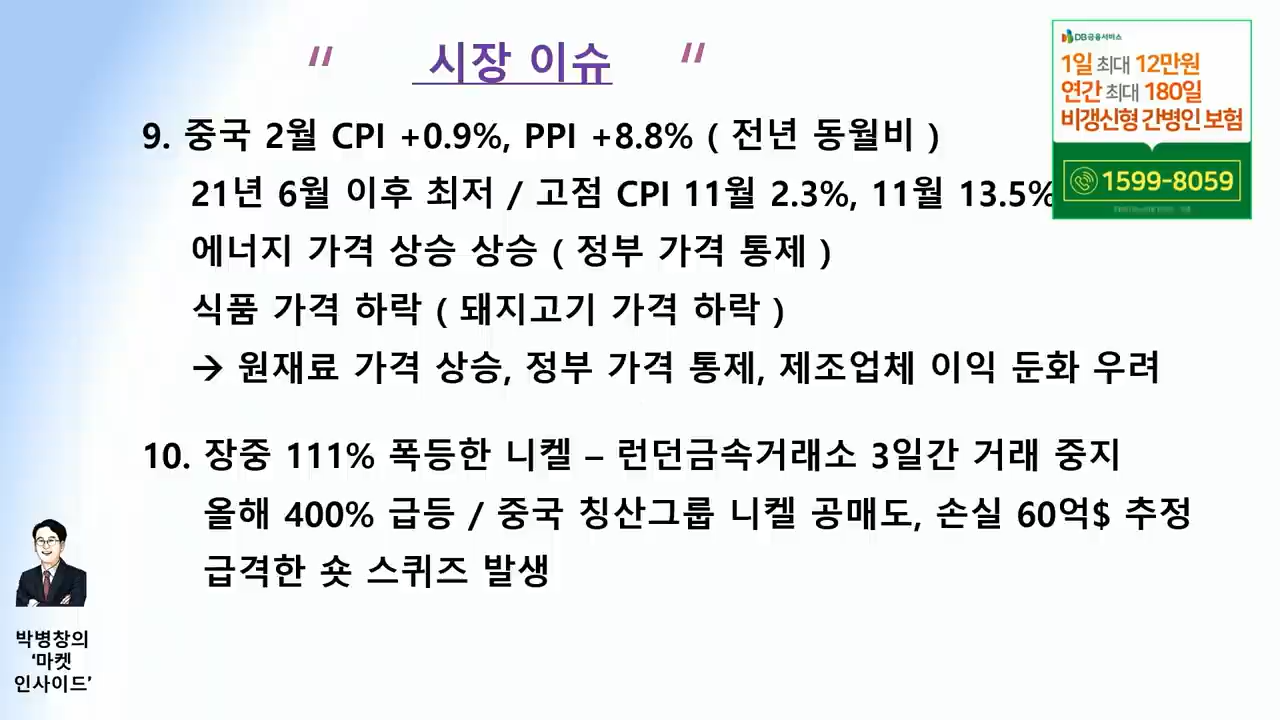 " 시장 이슈 "
9. 중국 2월 CPI +0.9%, PPI +8.8% ( 전년 동월비 )
21년 6월 이후 최저 / 고점 CPI 11월 2.3%, 11월 13.5%
에너지 가격 상승 상승 ( 정부 가격 통제 )
식품 가격 하락 ( 돼지고기 가격 하락 )
→ 원재료 가격 상승, 정부 가격 통제, 제조업체 이익 둔화 우려
10. 장중 111% 폭등한 니켈 – 런던금속거래소 3일간 거래 중지
올해 400% 급등 / 중국 칭산그룹 니켈 공매도, 손실 60억$ 추정
급격한 숏 스퀴즈 발생
DB금융서비스
1일 최대 12만원
연간 최대 180일
비갱신형 간병인 보험
1599-8059
박병창의
‘마켓
인사이드’